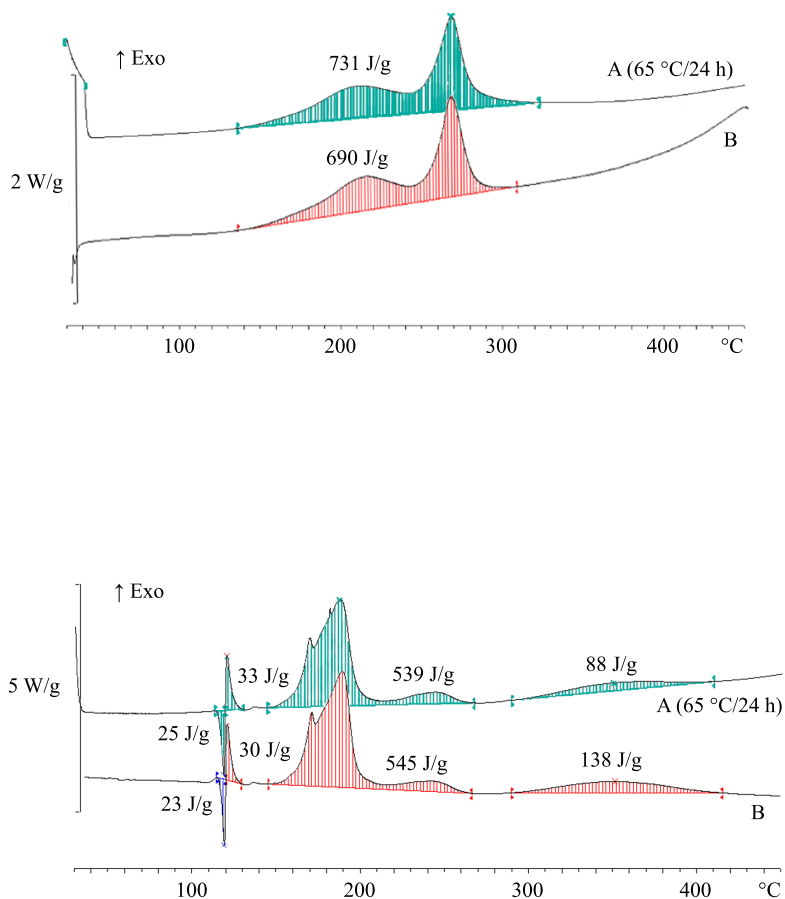 ↑ Exo
731 J/g
A (65 °C/24 h)
690 J/g
B
2 W/g
100 200 300 400 °C
↑ Exo
33 J/g
539 J/g
88 J/g
5 W/g
A (65 °C/24 h)
25 J/g
30 J/g
545 J/g
138 J/g
23 J/g
B
100 200 300 400 °C